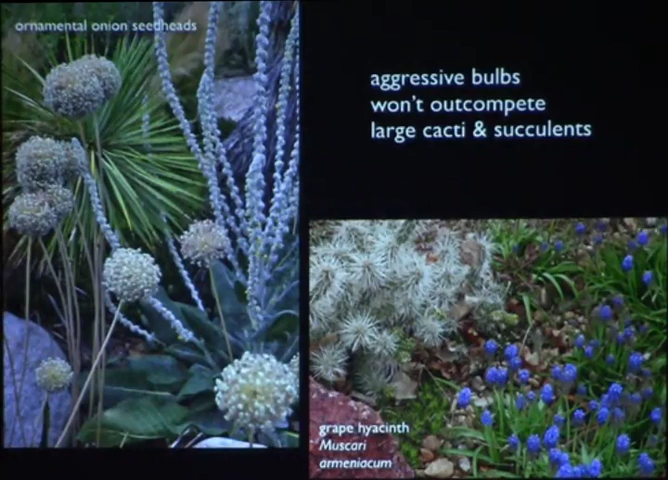 ornamental onion seedheads
aggressive bulbs
won't outcompete
large cacti & succulents
grape hyacinth
Muscari
armeniacum